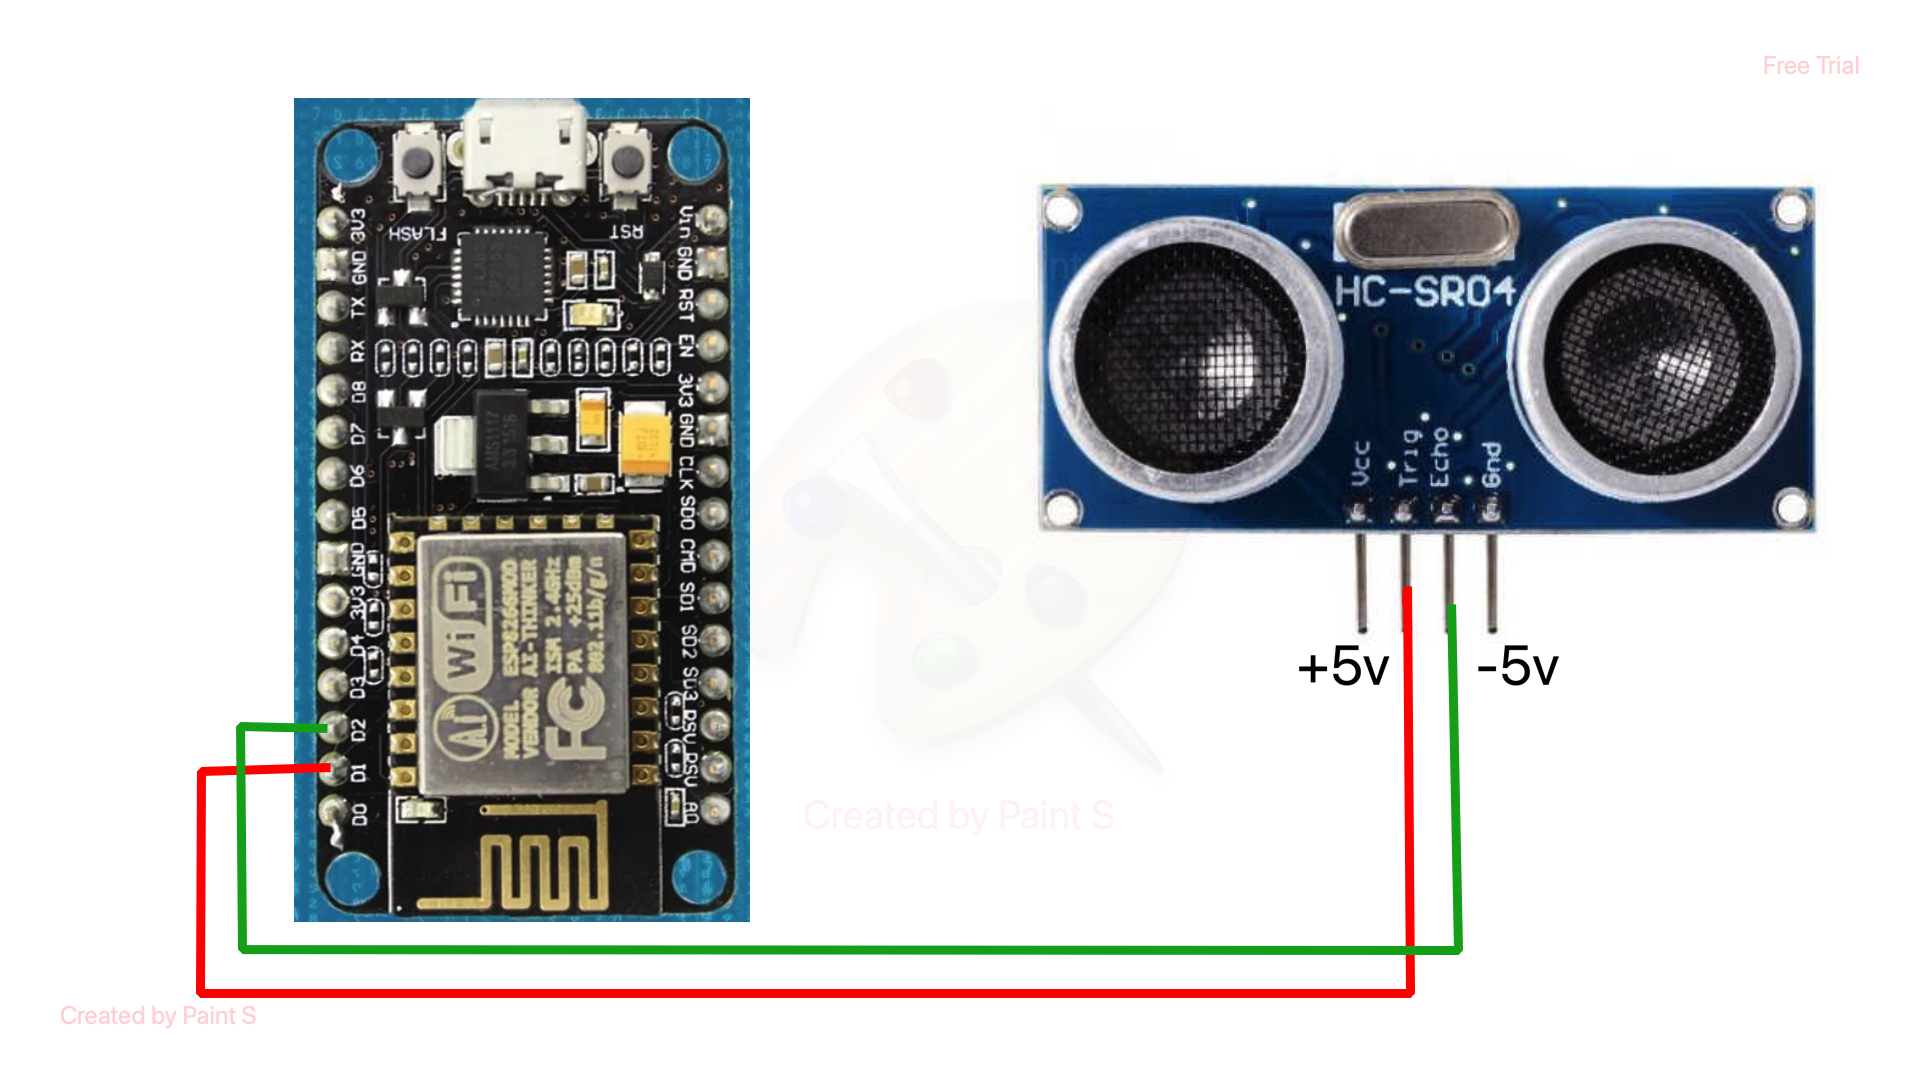 Free Trial
3V3
GND
TX
RX
D8
D7
D6
D5
GND
3V3
D4
D3
D2
D1
D0
FLASH
RST
Vin
GND
RST
EN
3V3
GND
CLK
SD0
CMD
SD1
SD2
SD3
RSV
RSV
A0
AMS1117
WiFi
Ai
MODEL ESP8266MOD
VENDOR AI-THINKER
ISM 2.4GHz
PA +25dBm
802.11b/g/n
FC
HC-SR04
Vcc
Trig
Echo
Gnd
+5v
-5v
Created by Paint S
Created by Paint S